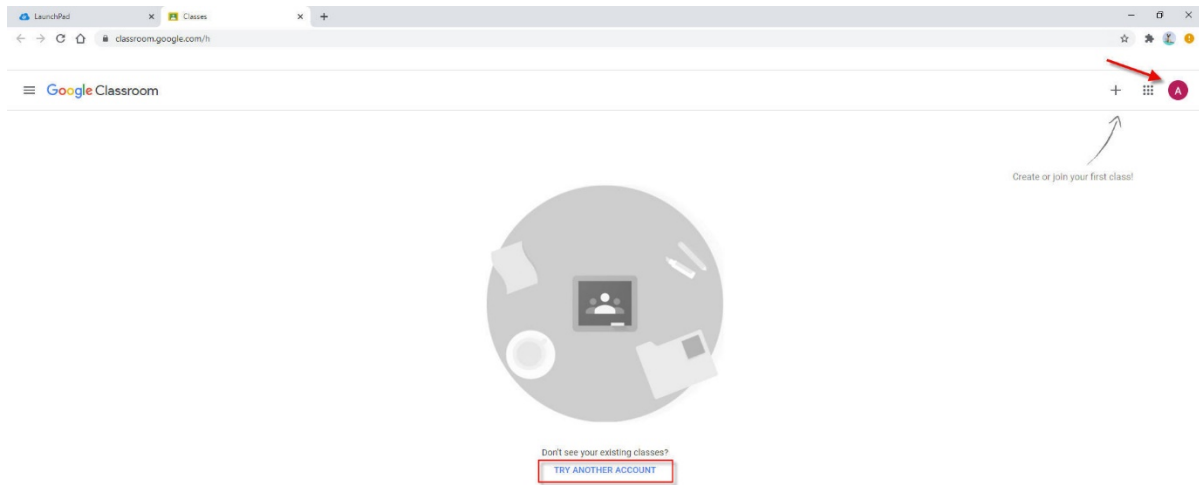 LaunchPad
Classes
classroom.google.com/h
Google Classroom
A
Create or join your first class!
Don't see your existing classes?
TRY ANOTHER ACCOUNT